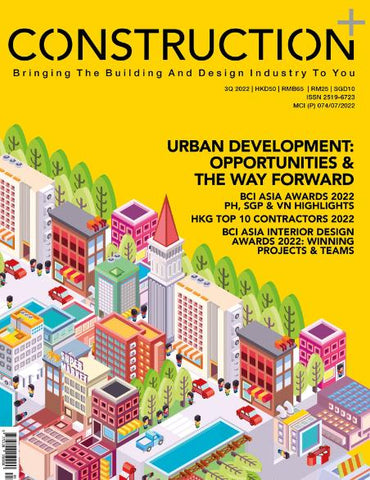 CONSTRUCTION+
Bringing The Building And Design Industry To You
3Q 2022 | HKD50 | RMB65 | RM25 | SGD10
ISSN 2519-6723
MCI (P) 074/07/2022
URBAN DEVELOPMENT:
OPPORTUNITIES &
THE WAY FORWARD
BCI ASIA AWARDS 2022
PH, SGP & VN HIGHLIGHTS
HKG TOP 10 CONTRACTORS 2022
BCI ASIA INTERIOR DESIGN
AWARDS 2022: WINNING
PROJECTS & TEAMS
SUPER
MARKET